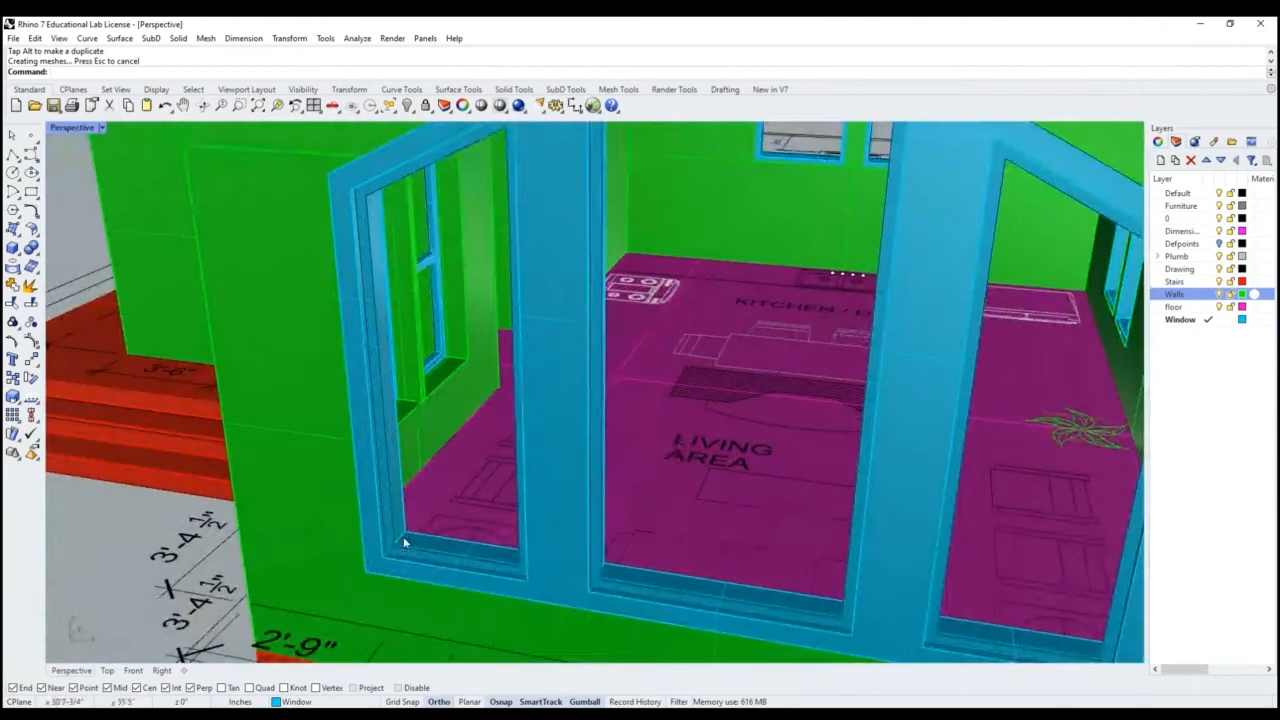 Rhino 7 Educational Lab License - [Perspective]
File Edit View Curve Surface SubD Solid Mesh Dimension Transform Tools Analyze Render Panels Help
Tap Alt to make a duplicate
Creating meshes... Press Esc to cancel
Command:
Standard CPlanes Set View Display Select Viewport Layout Visibility Transform Curve Tools Surface Tools Solid Tools SubD Tools Mesh Tools Render Tools Drafting New in V7
Perspective
Layers
Layer Materi
Default
Furniture
0
Dimensi...
Defpoints
Plumb
Drawing
Stairs
Walls
floor
Window
KITCHEN /
3'-6"
LIVING
AREA
3'-4 1/2"
3'-4 1/2"
2'-9"
Perspective Top Front Right
End Near Point Mid Cen Int Perp Tan Quad Knot Vertex Project Disable
CPlane z 0" Inches Window Grid Snap Ortho Planar Osnap SmartTrack Gumball Record History Filter Memory use: 616 MB